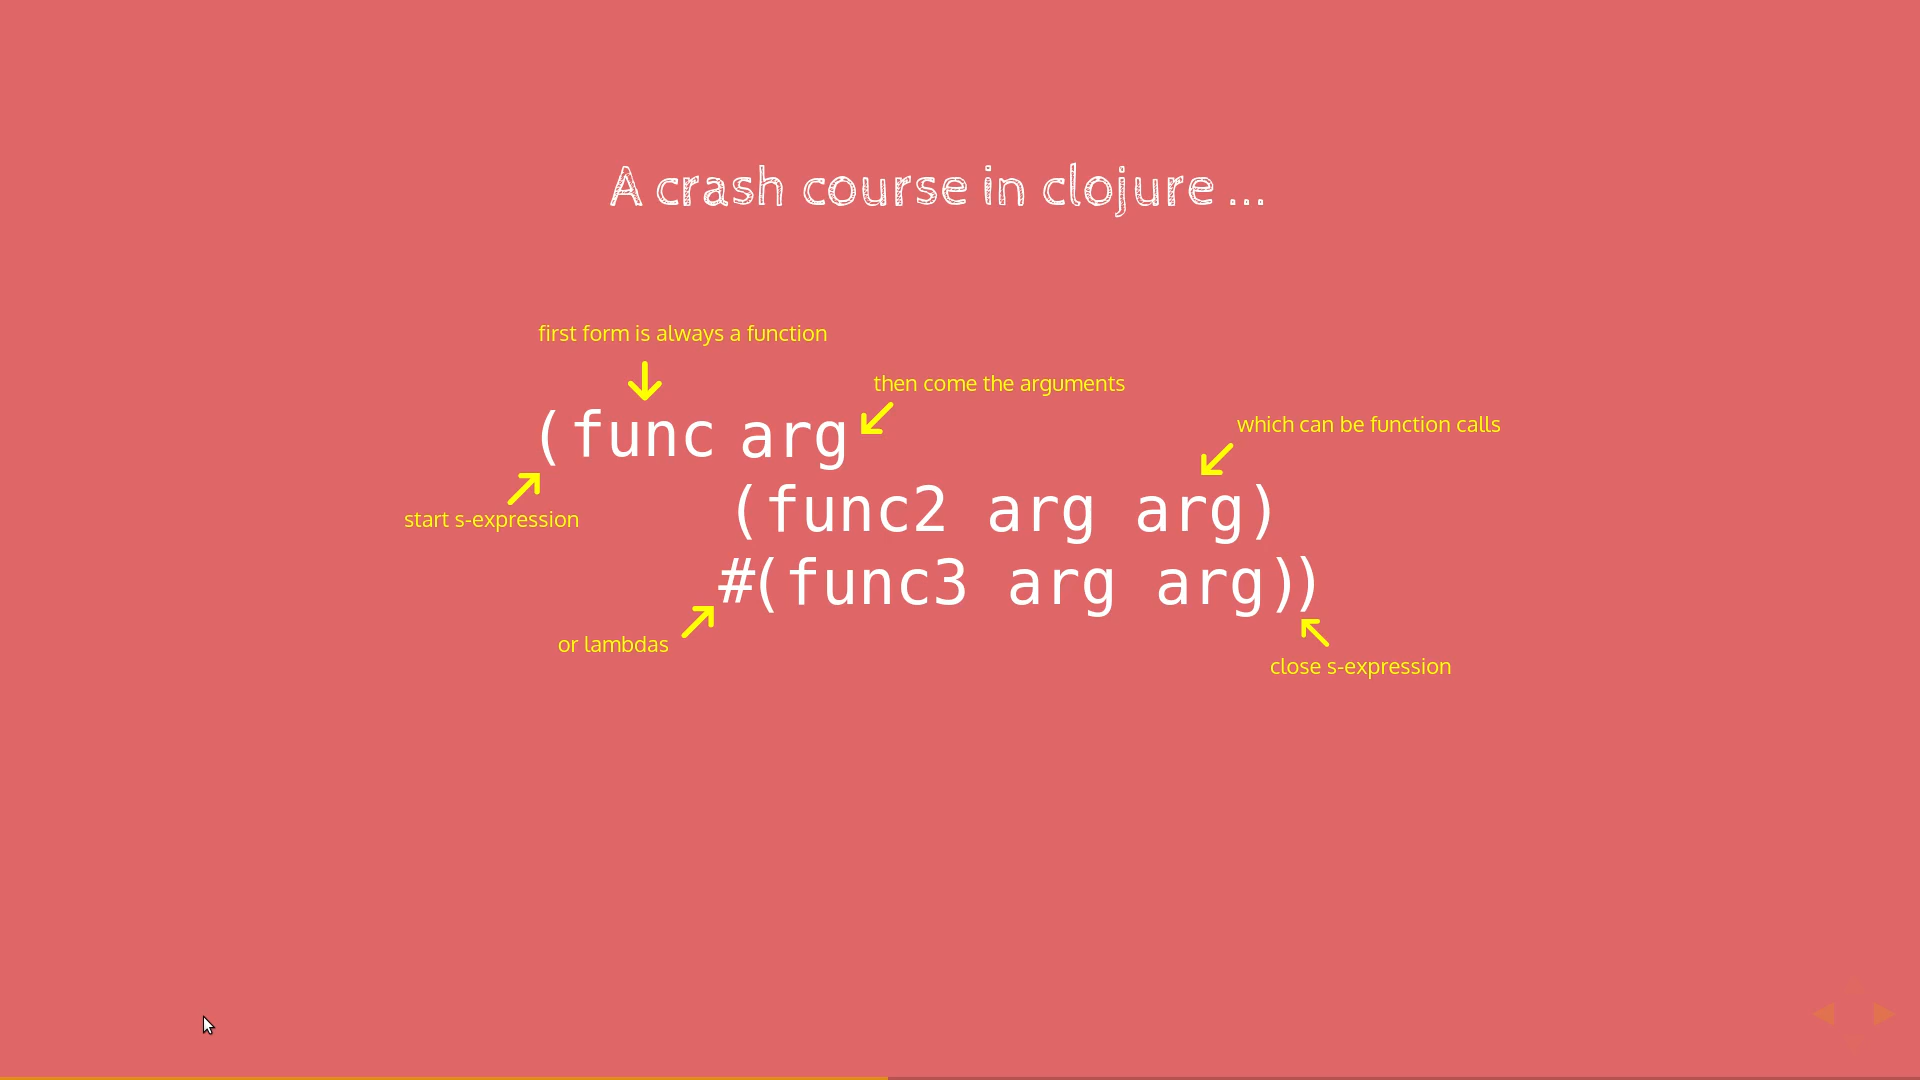 A crash course in clojure ...
first form is always a function
then come the arguments
which can be function calls
(func arg
start s-expression
(func2 arg arg)
#(func3 arg arg))
or lambdas
close s-expression